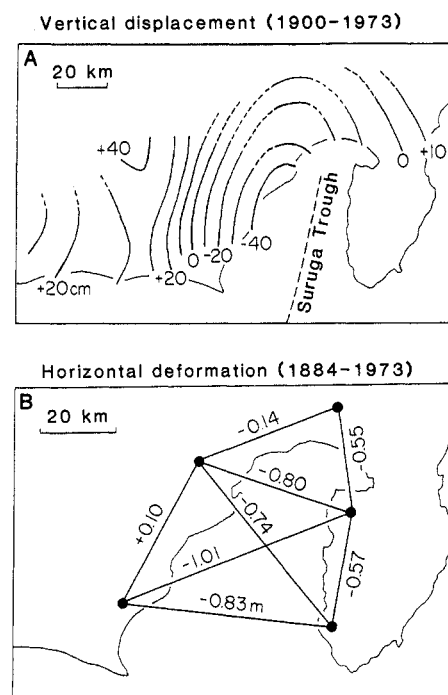 Vertical displacement (1900-1973)
A
20 km
+40
+10
0
-40
-20
0
+20
+20cm
Suruga Trough
Horizontal deformation (1884-1973)
B
20 km
-0.14
-0.55
-0.80
+0.10
-0.74
-1.01
-0.57
-0.83m